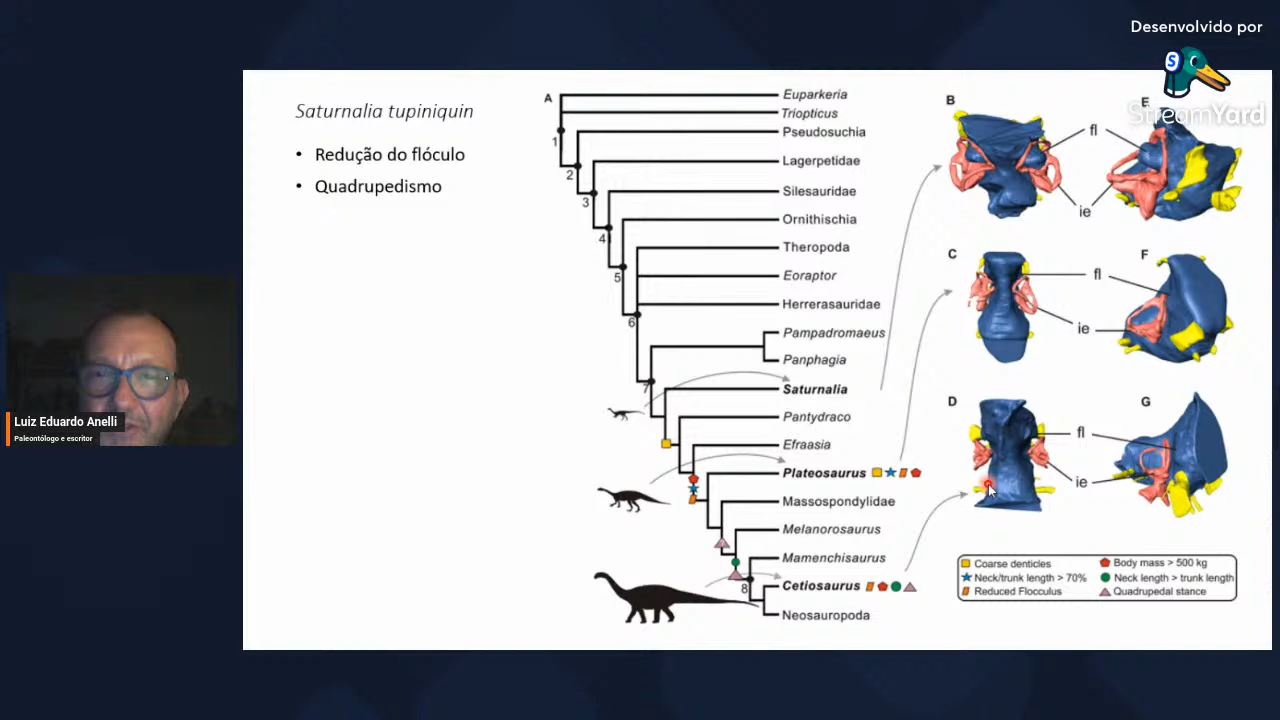 Desenvolvido por
S
StreamYard
Saturnalia tupiniquin
• Redução do flóculo
• Quadrupedismo
A
Euparkeria
Triopticus
Pseudosuchia
Lagerpetidae
Silesauridae
Ornithischia
Theropoda
Eoraptor
Herrerasauridae
Pampadromaeus
Panphagia
Saturnalia
Pantydraco
Efraasia
Plateosaurus
Massospondylidae
Melanorosaurus
Mamenchisaurus
Cetiosaurus
Neosauropoda
1
2
3
4
5
6
7
8
B
E
fl
ie
C
F
fl
ie
D
G
fl
ie
Coarse denticles
Neck/trunk length > 70%
Reduced Flocculus
Body mass > 500 kg
Neck length > trunk length
Quadrupedal stance
Luiz Eduardo Anelli
Paleontólogo e escritor